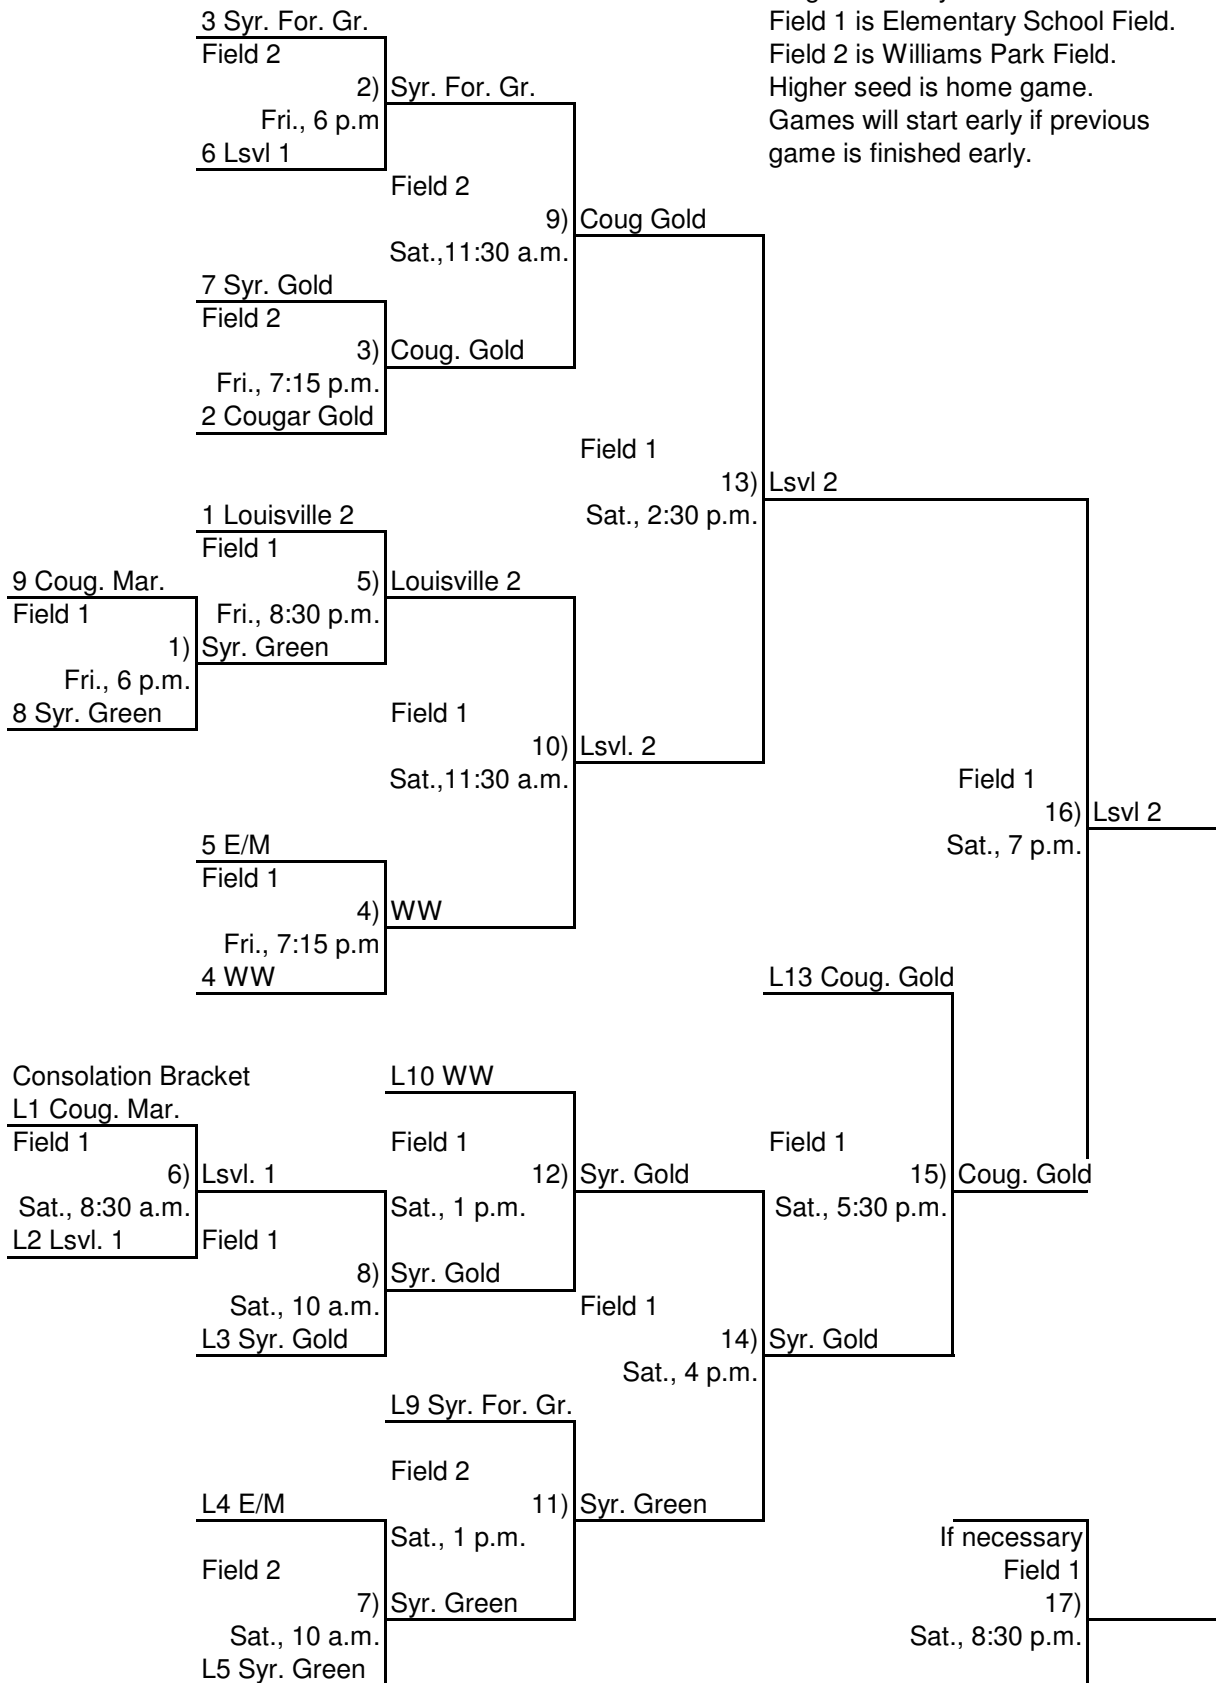 3 Syr. For. Gr.
Field 1 is Elementary School Field.
Field 2
Field 2 is Williams Park Field.
2) Syr. For. Gr.
Higher seed is home game.
Fri., 6 p.m
Games will start early if previous
6 Lsvl 1
game is finished early.
Field 2
9) Coug Gold
Sat.,11:30 a.m.
7 Syr. Gold
Field 2
3) Coug. Gold
Fri., 7:15 p.m.
2 Cougar Gold
Field 1
13) Lsvl 2
1 Louisville 2
Sat., 2:30 p.m.
Field 1
9 Coug. Mar.
5) Louisville 2
Field 1
Fri., 8:30 p.m.
1) Syr. Green
Fri., 6 p.m.
8 Syr. Green
Field 1
10) Lsvl. 2
Sat.,11:30 a.m.
Field 1
16) Lsvl 2
5 E/M
Sat., 7 p.m.
Field 1
4) WW
Fri., 7:15 p.m
4 WW
L13 Coug. Gold
Consolation Bracket
L10 WW
L1 Coug. Mar.
Field 1
Field 1
Field 1
6) Lsvl. 1
12) Syr. Gold
15) Coug. Gold
Sat., 8:30 a.m.
Sat., 1 p.m.
Sat., 5:30 p.m.
L2 Lsvl. 1
Field 1
8) Syr. Gold
Sat., 10 a.m.
Field 1
L3 Syr. Gold
14) Syr. Gold
Sat., 4 p.m.
L9 Syr. For. Gr.
Field 2
L4 E/M
11) Syr. Green
Sat., 1 p.m.
If necessary
Field 2
Field 1
7) Syr. Green
17)
Sat., 10 a.m.
Sat., 8:30 p.m.
L5 Syr. Green